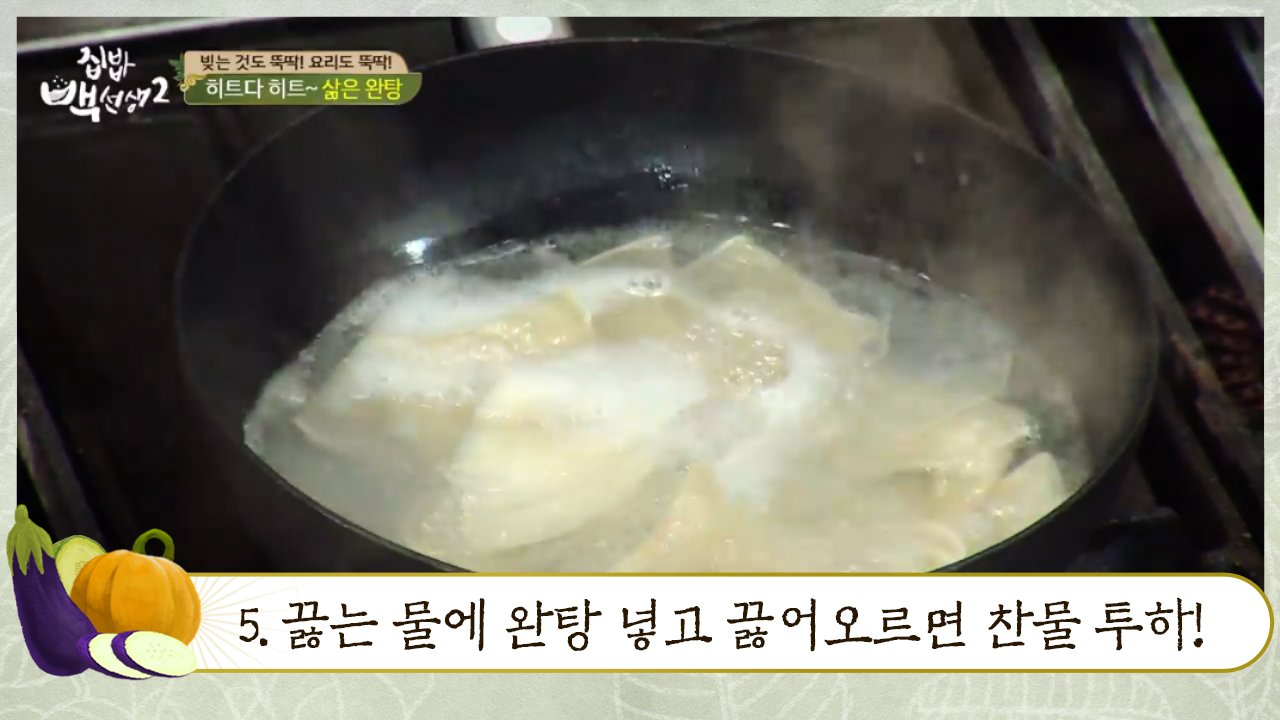 집밥
백선생2
빚는 것도 뚝딱! 요리도 뚝딱!
히트다 히트~ 삶은 완탕
5. 끓는 물에 완탕 넣고 끓어오르면 찬물 투하!